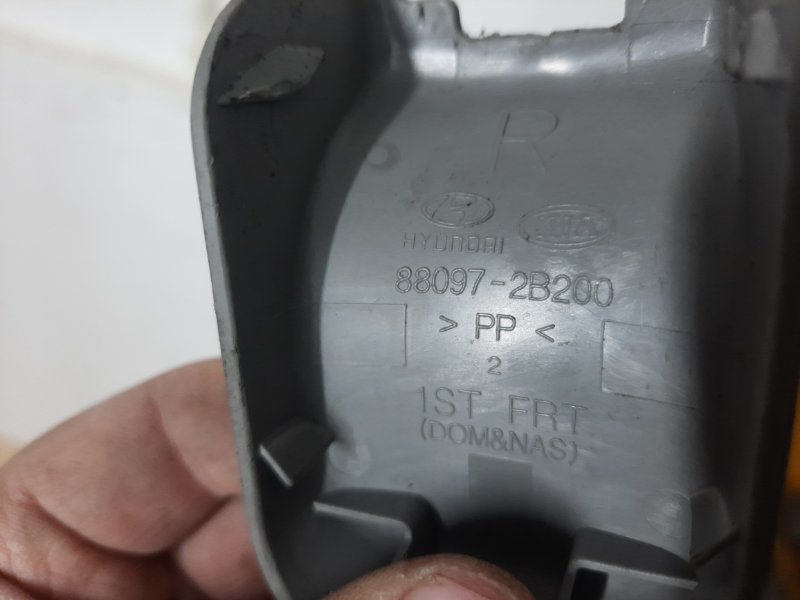 R
HYUNDAI KIA
88097-2B200
> PP <
2
1ST FRT
(DOM&NAS)